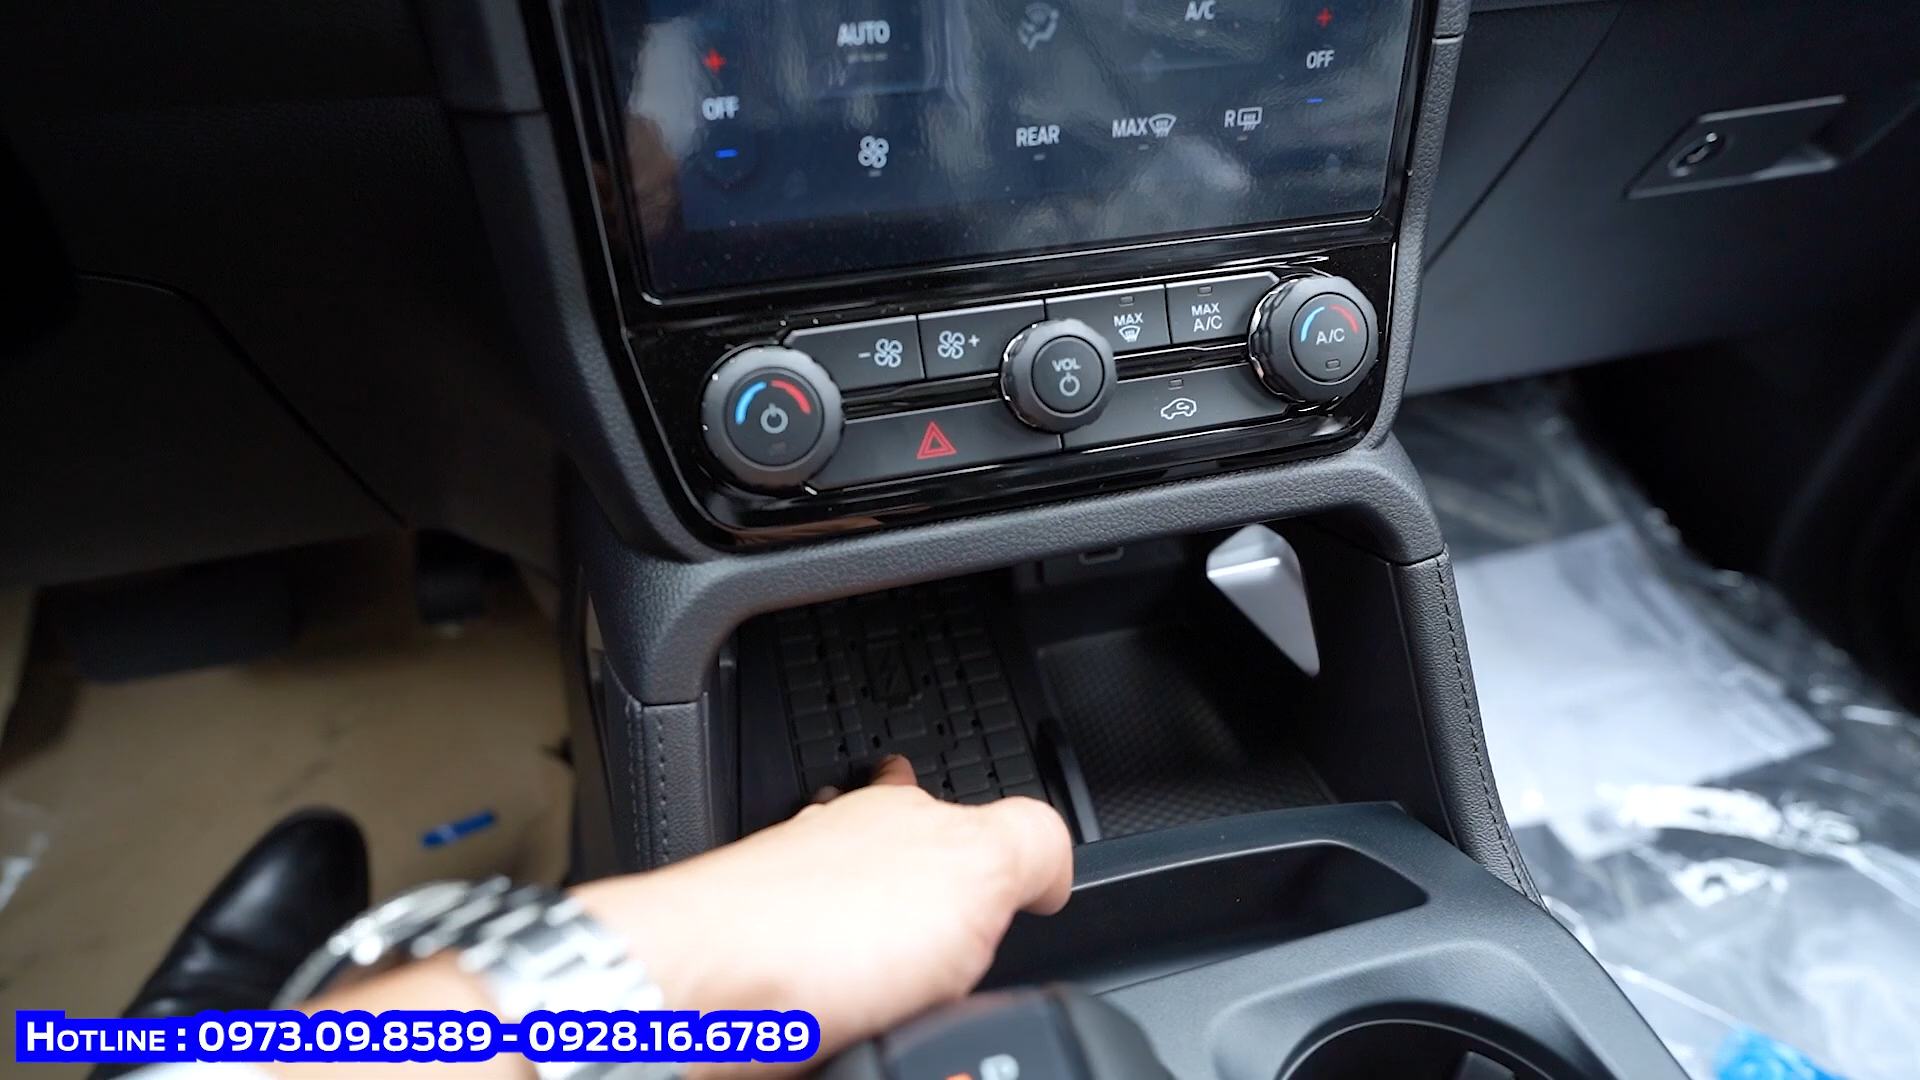 AUTO
A/C
OFF
OFF
REAR
MAX
R
MAX
MAX
A/C
VOL
A/C
P
Hotline : 0973.09.8589 - 0928.16.6789